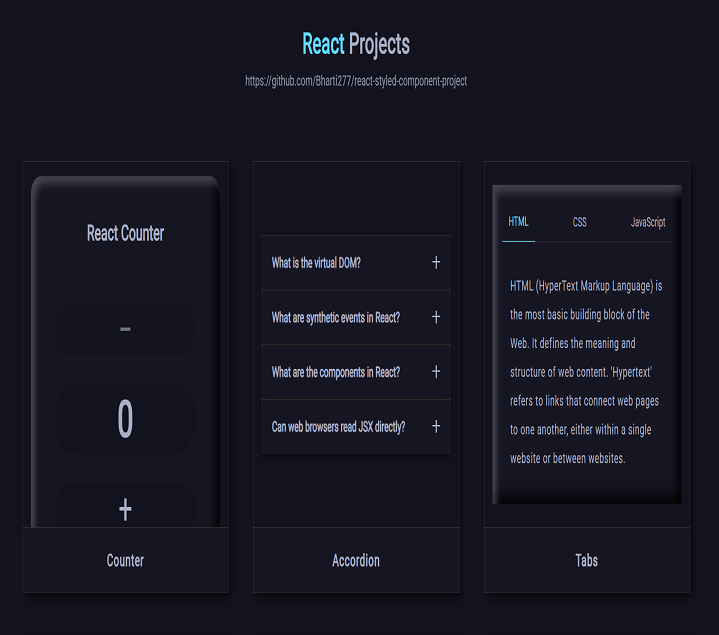 React Projects
https://github.com/Bharti277/react-styled-component-project
React Counter
-
0
+
Counter
What is the virtual DOM? +
What are synthetic events in React? +
What are the components in React? +
Can web browsers read JSX directly? +
Accordion
HTML CSS JavaScript
HTML (HyperText Markup Language) is
the most basic building block of the
Web. It defines the meaning and
structure of web content. 'Hypertext'
refers to links that connect web pages
to one another, either within a single
website or between websites.
Tabs